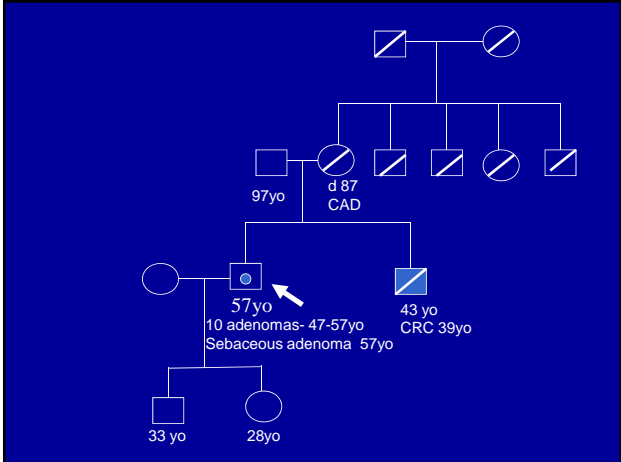 97yo
d 87
CAD
57yo
10 adenomas- 47-57yo
Sebaceous adenoma 57yo
43 yo
CRC 39yo
33 yo
28yo